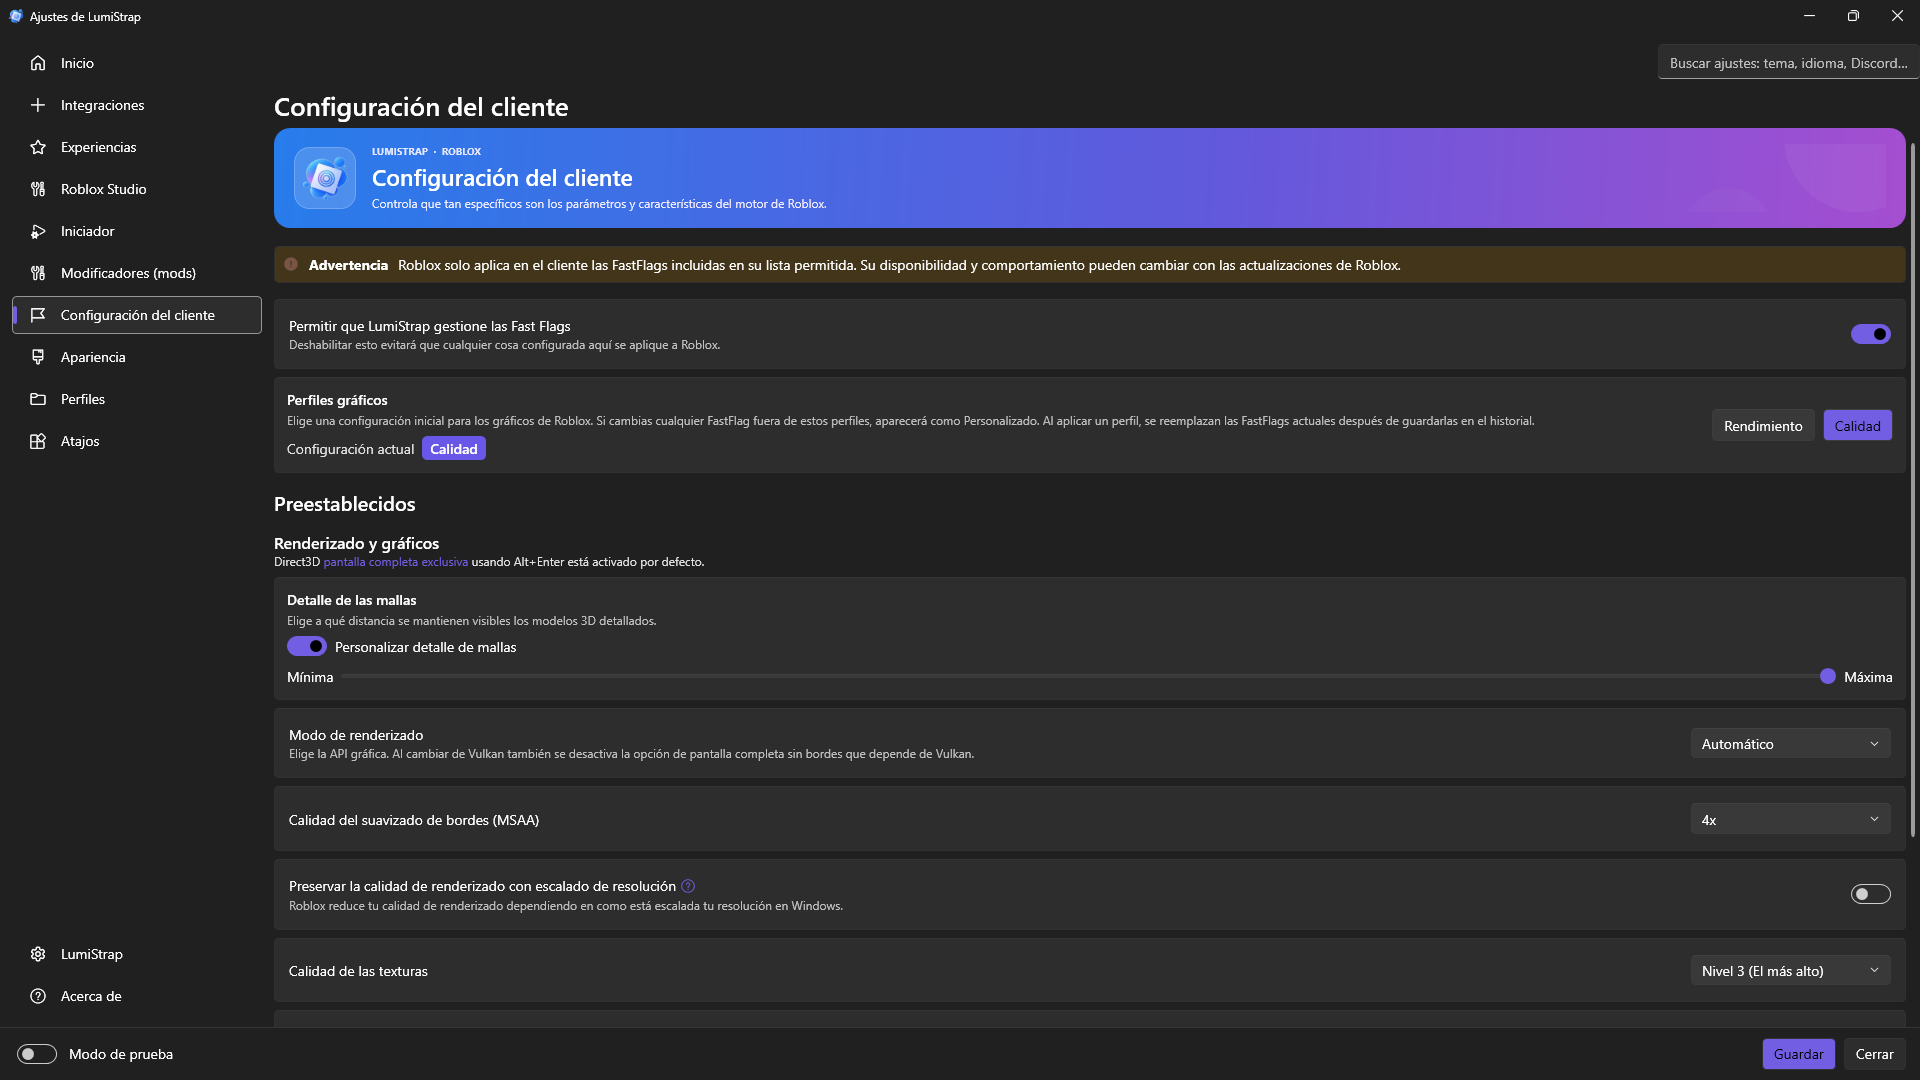 Ajustes de LumiStrap
Inicio
Integraciones
Experiencias
Roblox Studio
Iniciador
Modificadores (mods)
Configuración del cliente
Apariencia
Perfiles
Atajos
LumiStrap
Acerca de
Buscar ajustes: tema, idioma, Discord...
Configuración del cliente
LUMISTRAP · ROBLOX
Configuración del cliente
Controla que tan específicos son los parámetros y características del motor de Roblox.
Advertencia Roblox solo aplica en el cliente las FastFlags incluidas en su lista permitida. Su disponibilidad y comportamiento pueden cambiar con las actualizaciones de Roblox.
Permitir que LumiStrap gestione las Fast Flags
Deshabilitar esto evitará que cualquier cosa configurada aquí se aplique a Roblox.
Perfiles gráficos
Elige una configuración inicial para los gráficos de Roblox. Si cambias cualquier FastFlag fuera de estos perfiles, aparecerá como Personalizado. Al aplicar un perfil, se reemplazan las FastFlags actuales después de guardarlas en el historial.
Configuración actual Calidad
Rendimiento Calidad
Preestablecidos
Renderizado y gráficos
Direct3D pantalla completa exclusiva usando Alt+Enter está activado por defecto.
Detalle de las mallas
Elige a qué distancia se mantienen visibles los modelos 3D detallados.
Personalizar detalle de mallas
Mínima Máxima
Modo de renderizado
Elige la API gráfica. Al cambiar de Vulkan también se desactiva la opción de pantalla completa sin bordes que depende de Vulkan.
Automático
Calidad del suavizado de bordes (MSAA)
4x
Preservar la calidad de renderizado con escalado de resolución
Roblox reduce tu calidad de renderizado dependiendo en como está escalada tu resolución en Windows.
Calidad de las texturas
Nivel 3 (El más alto)
Modo de prueba
Guardar Cerrar